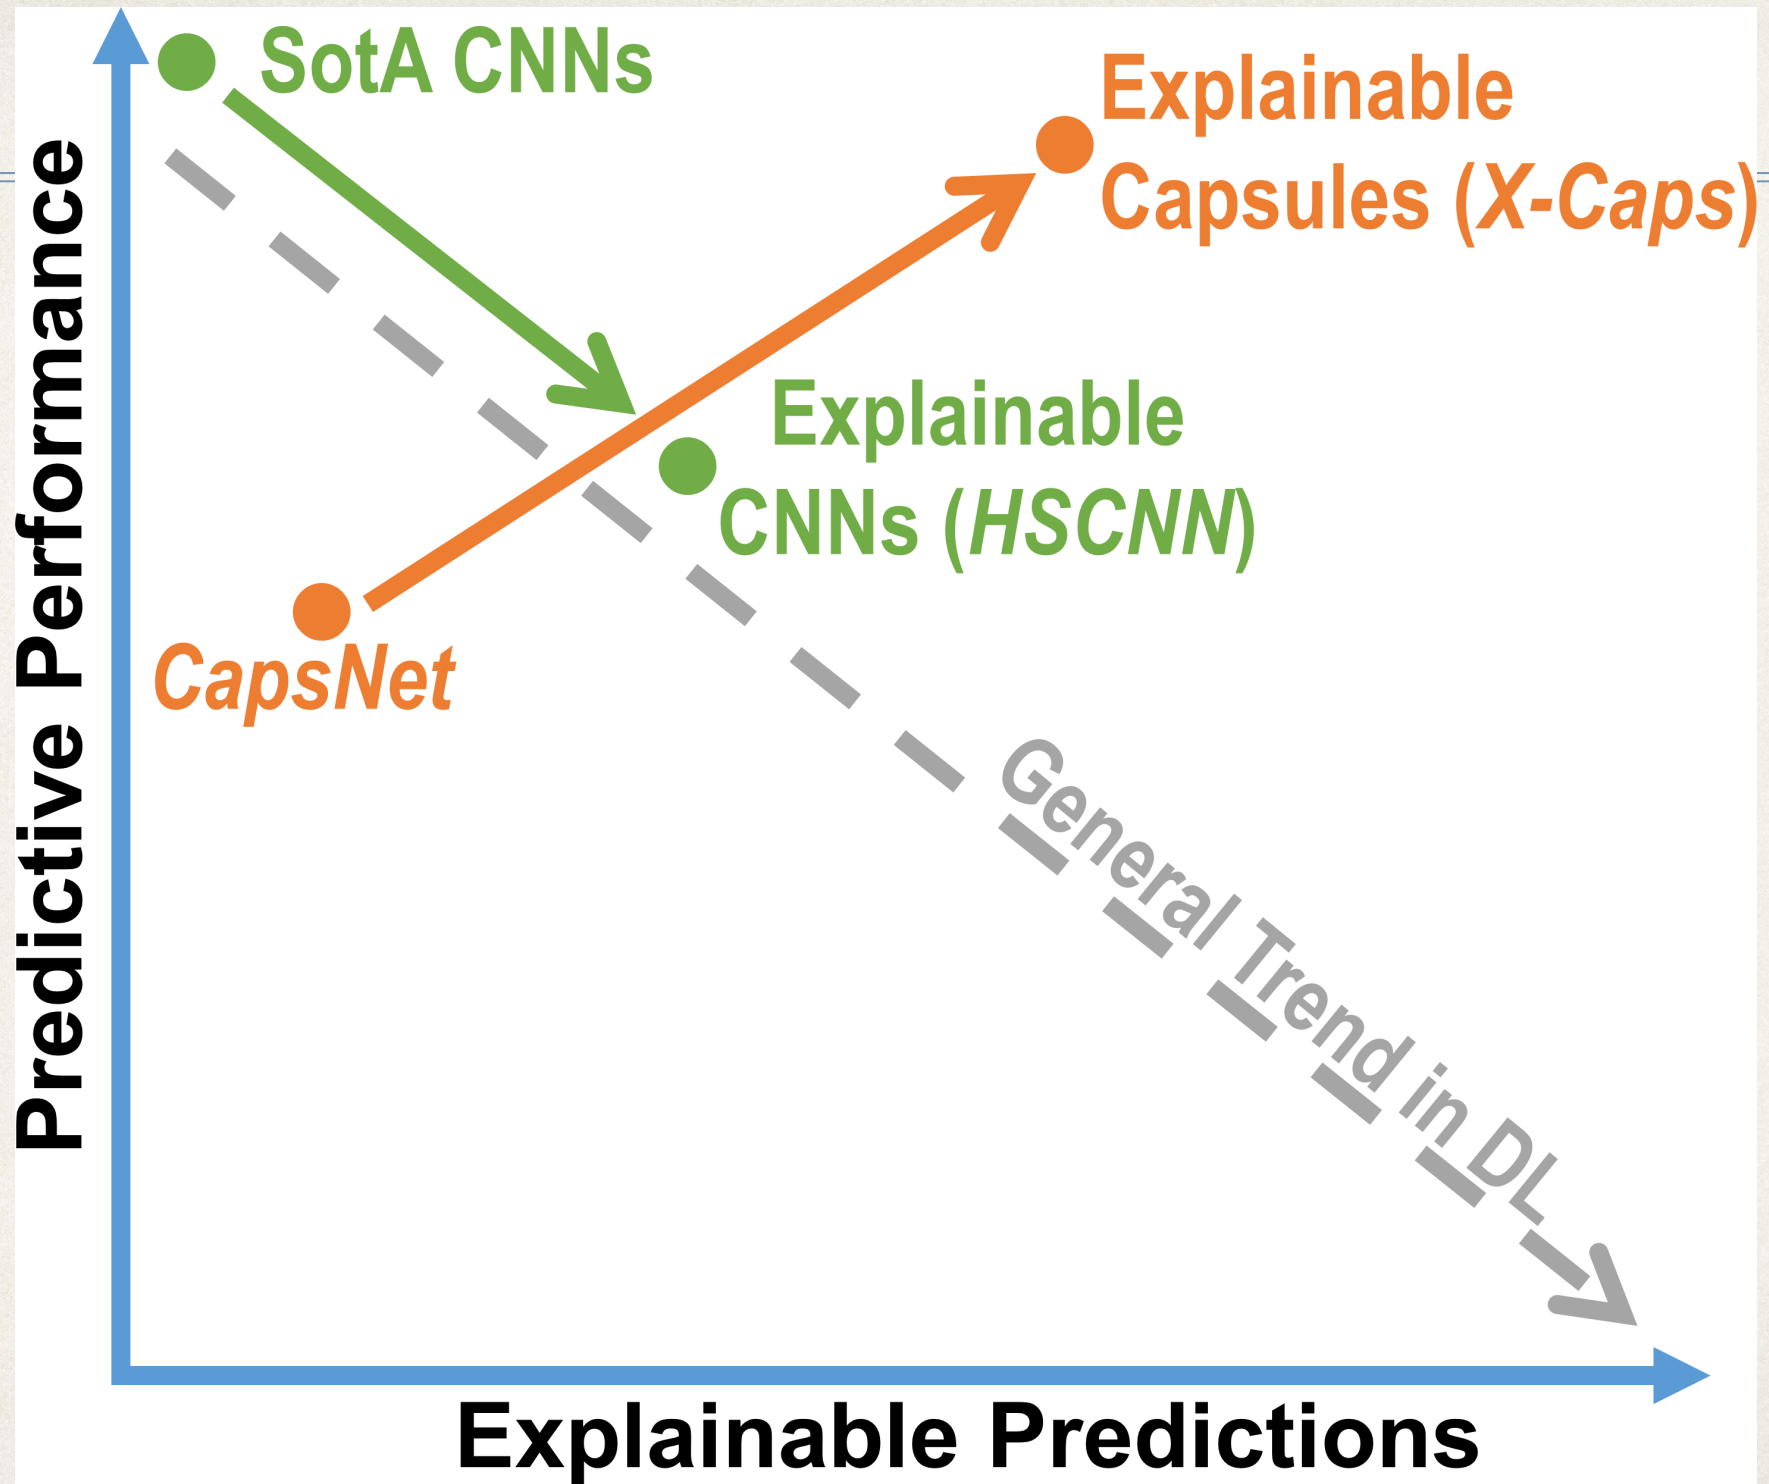 SotA CNNs
Explainable
Capsules (X-Caps)
Explainable
CNNs (HSCNN)
CapsNet
General Trend in DL
Predictive Performance
Explainable Predictions